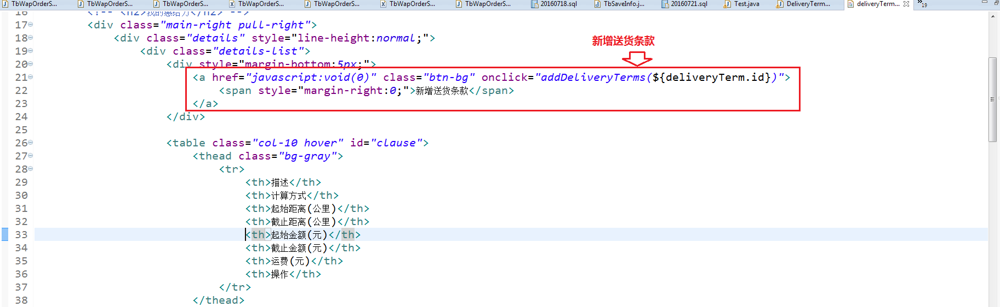 TbWapOrderS...
TbWapOrderS...
TbWapOrderS...
TbWapOrderS...
TbWapOrderS...
TbWapOrderS...
TbWapOrderS...
20160718.sql
TbSaveInfo.j...
20160721.sql
Test.java
DeliveryTerm...
deliveryTerm...
19
16 <!-- <h2>我的惠给力</h2> -->
17 <div class="main-right pull-right">
新增送货条款
18 <div class="details" style="line-height:normal;">
19 <div class="details-list">
20 <div style="margin-bottom:5px;">
21 <a href="javascript:void(0)" class="btn-bg" onclick="addDeliveryTerms(${deliveryTerm.id})">
22 <span style="margin-right:0;">新增送货条款</span>
23 </a>
24 </div>
25
26 <table class="col-10 hover" id="clause">
27 <thead class="bg-gray">
28 <tr>
29 <th>描述</th>
30 <th>计算方式</th>
31 <th>起始距离(公里)</th>
32 <th>截止距离(公里)</th>
33 <th>起始金额(元)</th>
34 <th>截止金额(元)</th>
35 <th>运费(元)</th>
36 <th>操作</th>
37 </tr>
38 </thead>